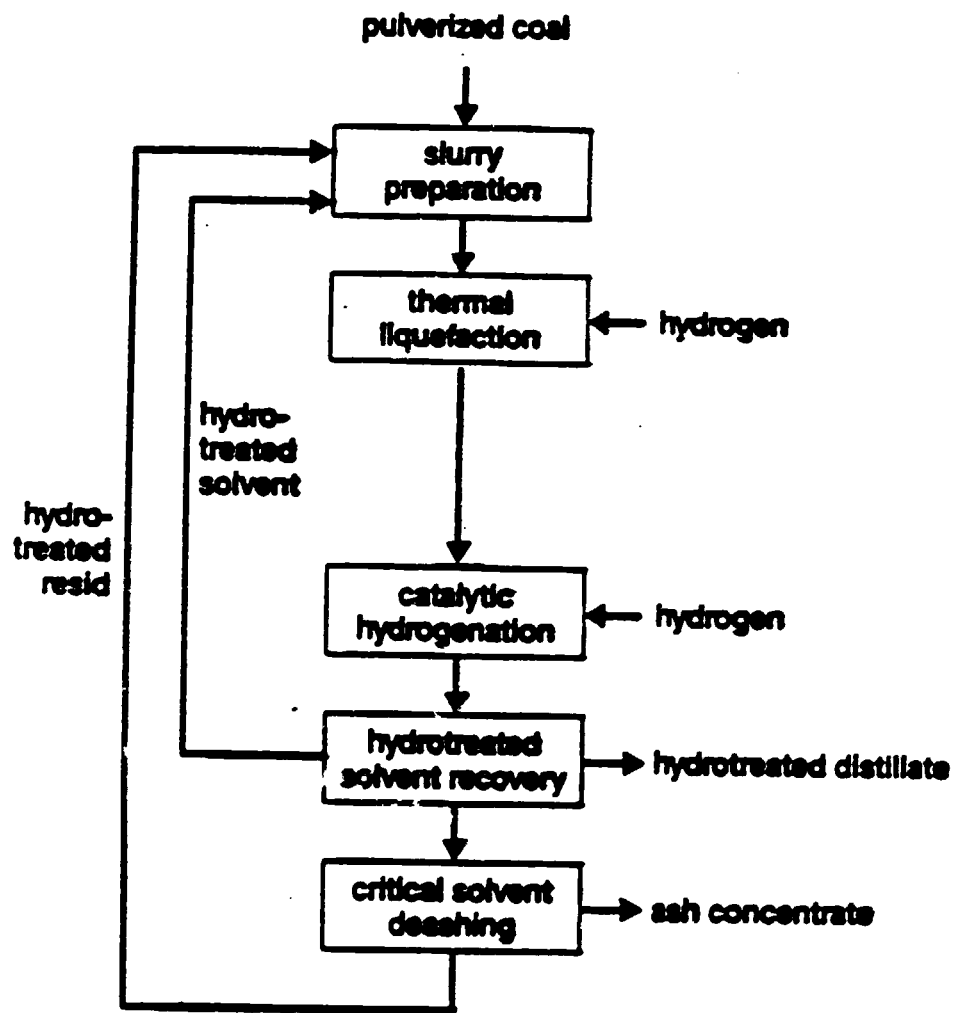 pulverized coal
slurry
preparation
thermal
liquefaction
hydrogen
hydro-
treated
solvent
hydro-
treated
resid
catalytic
hydrogenation
hydrogen
hydrotreated
solvent recovery
hydrotreated distillate
critical solvent
deashing
ash concentrate